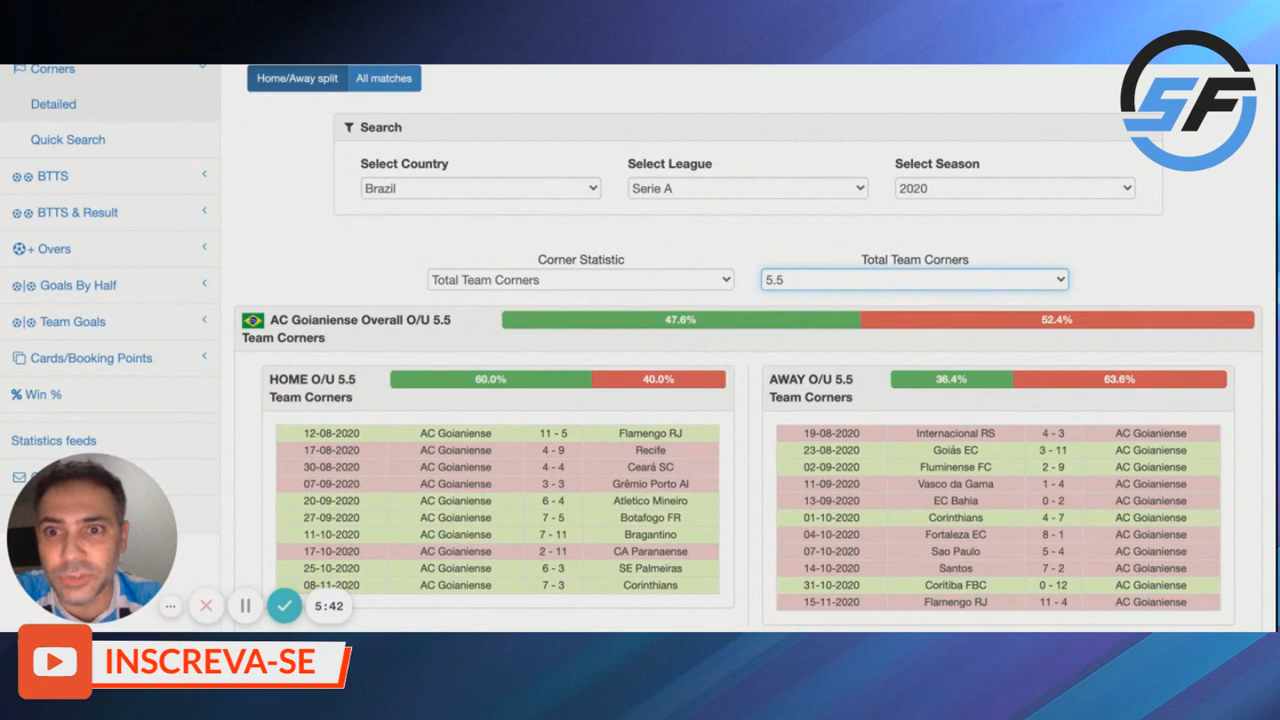 Corners
Home/Away split All matches
SF
Detailed
Search
Quick Search
Select Country Select League Select Season
BTTS
Brazil Serie A 2020
BTTS & Result
+ Overs
Corner Statistic Total Team Corners
Goals By Half
Total Team Corners 5.5
Team Goals
AC Goianiense Overall O/U 5.5 47.6% 52.4%
Team Corners
Cards/Booking Points
HOME O/U 5.5 60.0% 40.0% AWAY O/U 5.5 36.4% 63.6%
Team Corners Team Corners
% Win %
Statistics feeds
12-08-2020 AC Goianiense 11 - 5 Flamengo RJ 19-08-2020 Internacional RS 4 - 3 AC Goianiense
17-08-2020 AC Goianiense 4 - 9 Recife 23-08-2020 Goiás EC 3 - 11 AC Goianiense
30-08-2020 AC Goianiense 4 - 4 Ceará SC 02-09-2020 Fluminense FC 2 - 9 AC Goianiense
07-09-2020 AC Goianiense 3 - 3 Grêmio Porto Al 11-09-2020 Vasco da Gama 1 - 4 AC Goianiense
20-09-2020 AC Goianiense 6 - 4 Atletico Mineiro 13-09-2020 EC Bahia 0 - 2 AC Goianiense
27-09-2020 AC Goianiense 7 - 5 Botafogo FR 01-10-2020 Corinthians 4 - 7 AC Goianiense
11-10-2020 AC Goianiense 7 - 11 Bragantino 04-10-2020 Fortaleza EC 8 - 1 AC Goianiense
17-10-2020 AC Goianiense 2 - 11 CA Paranaense 07-10-2020 Sao Paulo 5 - 4 AC Goianiense
25-10-2020 AC Goianiense 6 - 3 SE Palmeiras 14-10-2020 Santos 7 - 2 AC Goianiense
08-11-2020 AC Goianiense 7 - 3 Corinthians 31-10-2020 Coritiba FBC 0 - 12 AC Goianiense
15-11-2020 Flamengo RJ 11 - 4 AC Goianiense
5:42
INSCREVA-SE